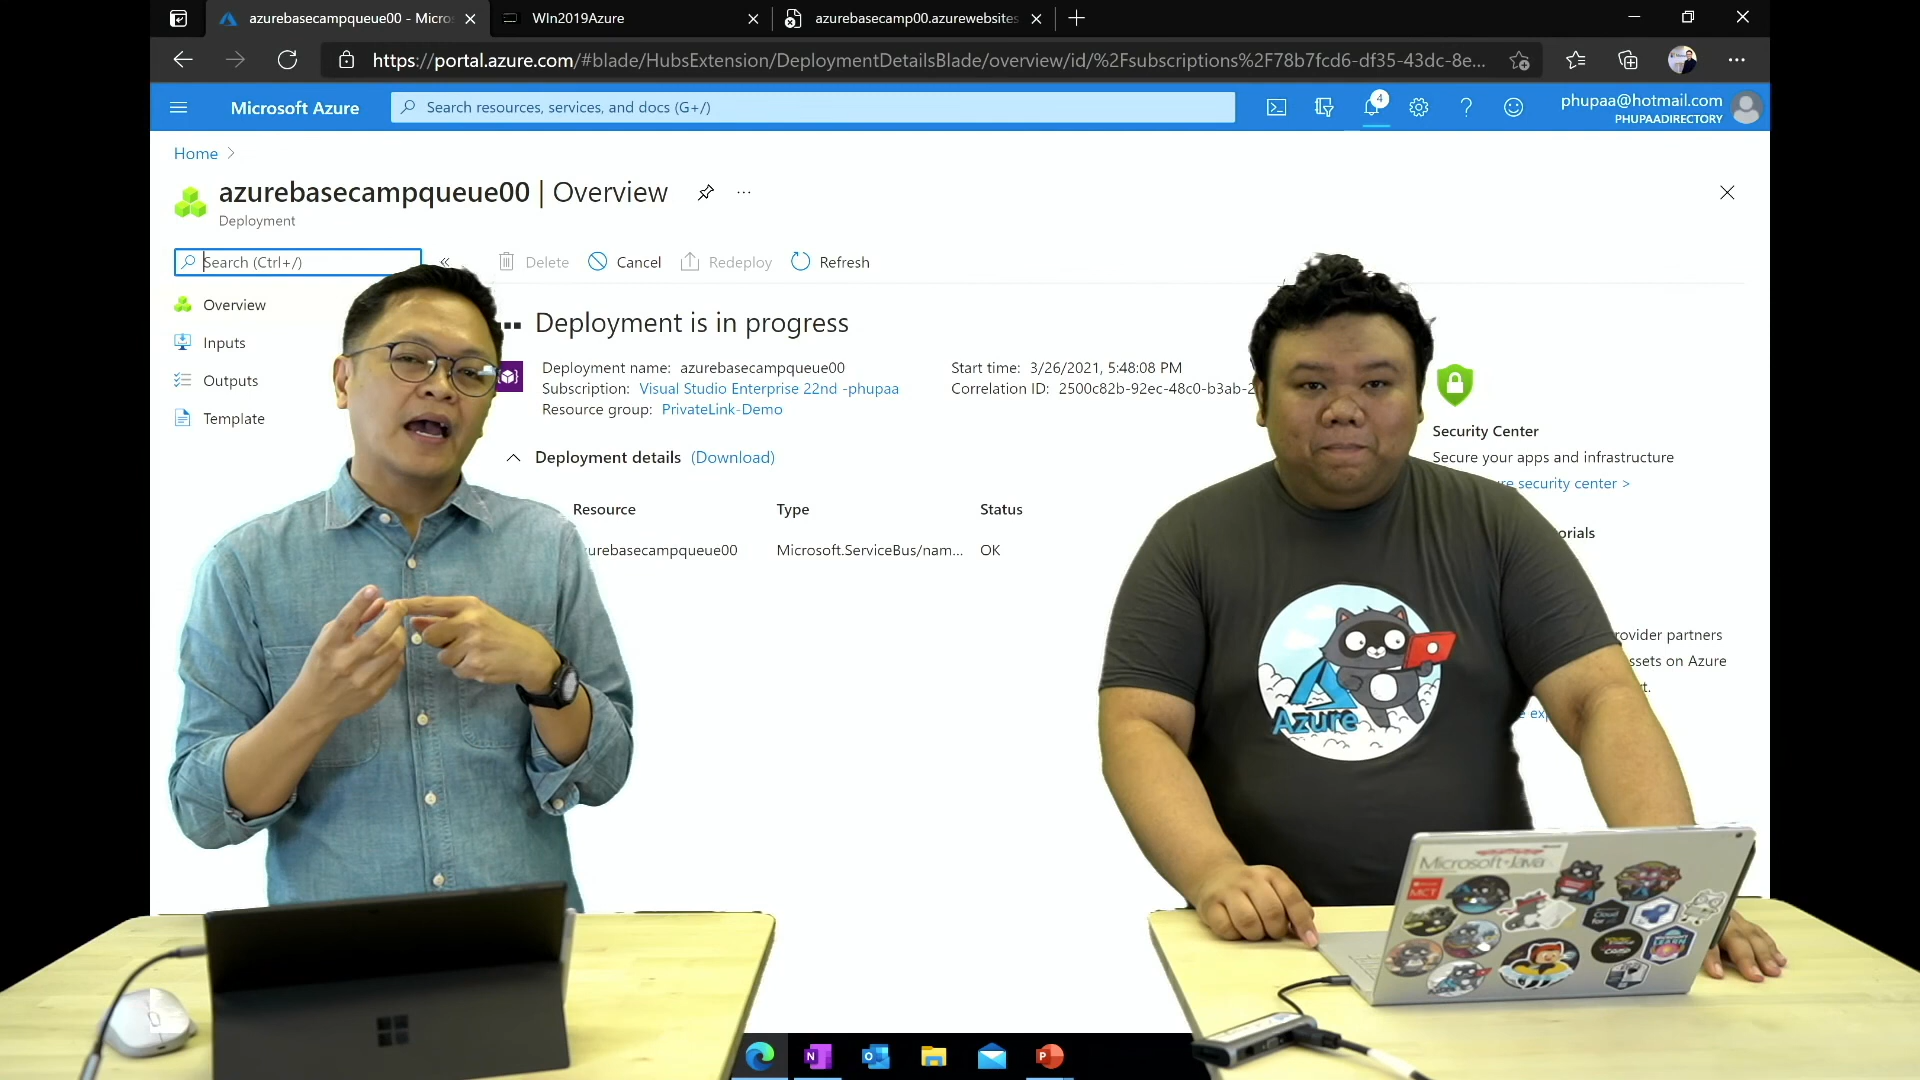 azurebasecampqueue00 - Micro
WIn2019Azure
azurebasecamp00.azurewebsites
https://portal.azure.com/#blade/HubsExtension/DeploymentDetailsBlade/overview/id/%2Fsubscriptions%2F78b7fcd6-df35-43dc-8e...
Microsoft Azure
Search resources, services, and docs (G+/)
4
phupaa@hotmail.com
PHUPAADIRECTORY
Home
azurebasecampqueue00 | Overview
Deployment
Search (Ctrl+/)
Delete
Cancel
Redeploy
Refresh
Overview
Inputs
Outputs
Template
Deployment is in progress
Deployment name: azurebasecampqueue00
Subscription: Visual Studio Enterprise 22nd -phupaa
Resource group: PrivateLink-Demo
Start time: 3/26/2021, 5:48:08 PM
Correlation ID: 2500c82b-92ec-48c0-b3ab-2
Deployment details (Download)
Resource Type Status
urebasecampqueue00 Microsoft.ServiceBus/nam... OK
Security Center
Secure your apps and infrastructure
re security center >
orials
rovider partners
ssets on Azure
t.
e exp
Azure
Microsoft Java
MCT